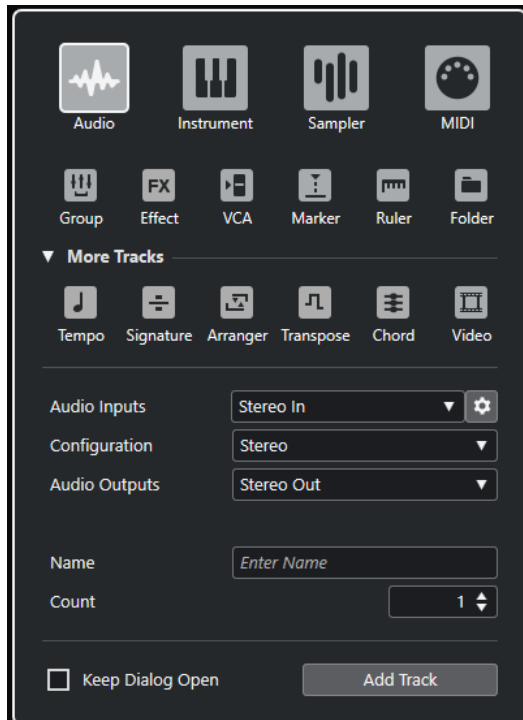 Audio Instrument Sampler MIDI
FX
Group Effect VCA Marker Ruler Folder
▼ More Tracks
Tempo Signature Arranger Transpose Chord Video
Audio Inputs Stereo In
Configuration Stereo
Audio Outputs Stereo Out
Name Enter Name
Count 1
Keep Dialog Open Add Track